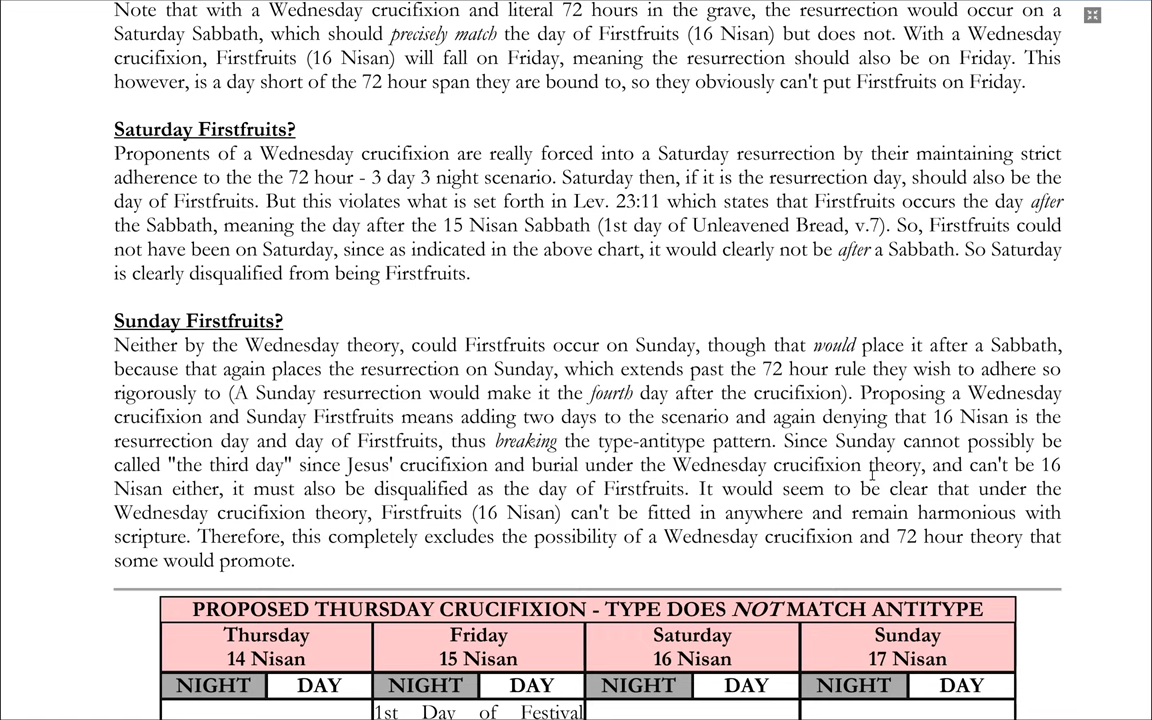 Note that with a Wednesday crucifixion and literal 72 hours in the grave, the resurrection would occur on a
Saturday Sabbath, which should precisely match the day of Firstfruits (16 Nisan) but does not. With a Wednesday
crucifixion, Firstfruits (16 Nisan) will fall on Friday, meaning the resurrection should also be on Friday. This
however, is a day short of the 72 hour span they are bound to, so they obviously can't put Firstfruits on Friday.
Saturday Firstfruits?
Proponents of a Wednesday crucifixion are really forced into a Saturday resurrection by their maintaining strict
adherence to the the 72 hour - 3 day 3 night scenario. Saturday then, if it is the resurrection day, should also be the
day of Firstfruits. But this violates what is set forth in Lev. 23:11 which states that Firstfruits occurs the day after
the Sabbath, meaning the day after the 15 Nisan Sabbath (1st day of Unleavened Bread, v.7). So, Firstfruits could
not have been on Saturday, since as indicated in the above chart, it would clearly not be after a Sabbath. So Saturday
is clearly disqualified from being Firstfruits.
Sunday Firstfruits?
Neither by the Wednesday theory, could Firstfruits occur on Sunday, though that would place it after a Sabbath,
because that again places the resurrection on Sunday, which extends past the 72 hour rule they wish to adhere so
rigorously to (A Sunday resurrection would make it the fourth day after the crucifixion). Proposing a Wednesday
crucifixion and Sunday Firstfruits means adding two days to the scenario and again denying that 16 Nisan is the
resurrection day and day of Firstfruits, thus breaking the type-antitype pattern. Since Sunday cannot possibly be
called "the third day" since Jesus' crucifixion and burial under the Wednesday crucifixion theory, and can't be 16
Nisan either, it must also be disqualified as the day of Firstfruits. It would seem to be clear that under the
Wednesday crucifixion theory, Firstfruits (16 Nisan) can't be fitted in anywhere and remain harmonious with
scripture. Therefore, this completely excludes the possibility of a Wednesday crucifixion and 72 hour theory that
some would promote.
PROPOSED THURSDAY CRUCIFIXION - TYPE DOES NOT MATCH ANTITYPE
Thursday Friday Saturday Sunday
14 Nisan 15 Nisan 16 Nisan 17 Nisan
NIGHT DAY NIGHT DAY NIGHT DAY NIGHT DAY
1st Day of Festival